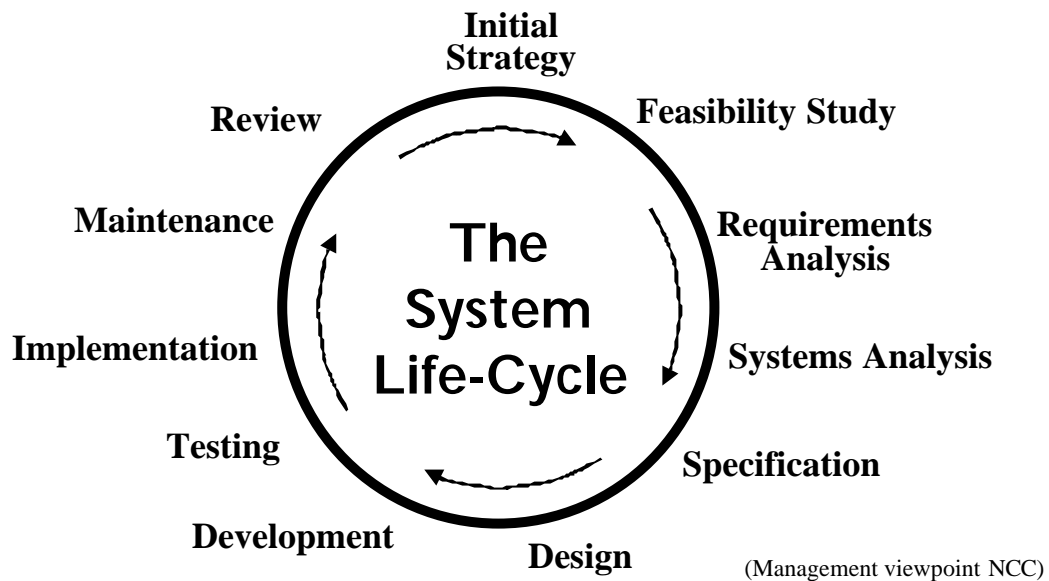 Initial
Strategy
Feasibility Study
Requirements
Analysis
Systems Analysis
Specification
Design
Development
Testing
Implementation
Maintenance
Review
The
System
Life-Cycle
(Management viewpoint NCC)